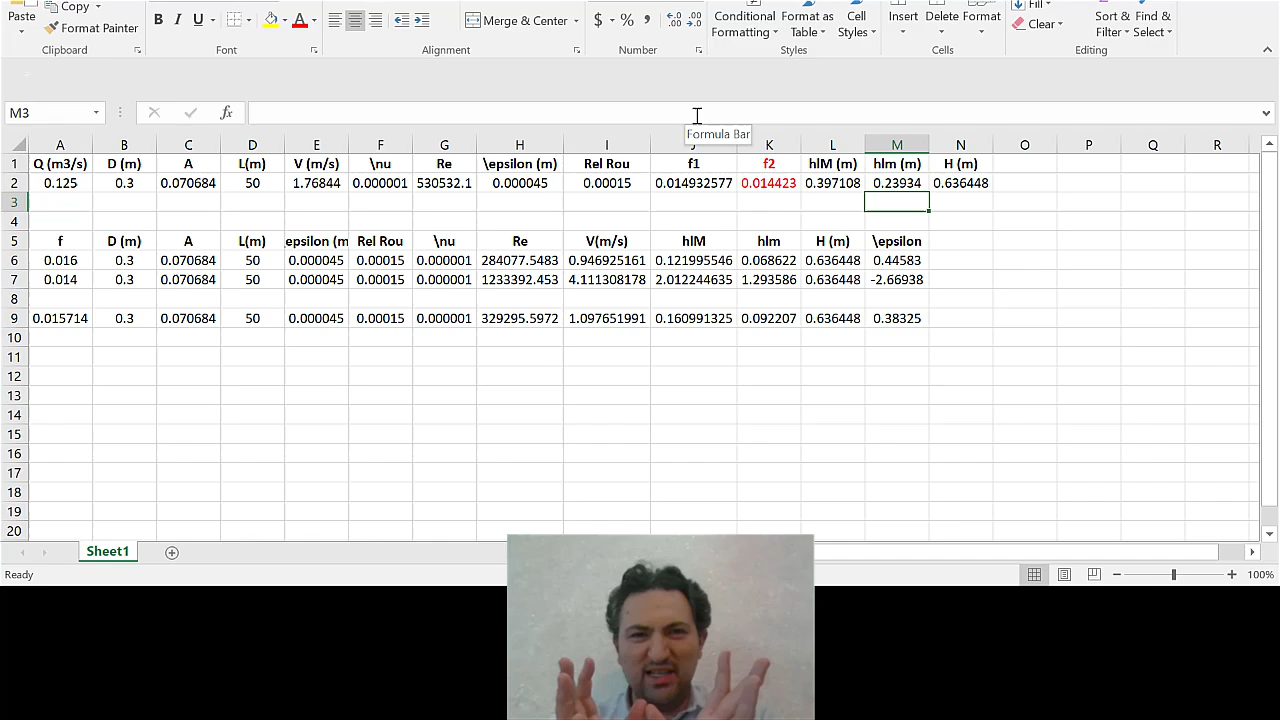 Paste
Copy
Format Painter
B I U A
Merge & Center
$ % ,
Conditional Formatting
Format as Table
Cell Styles
Insert Delete Format
Fill
Clear
Sort & Filter
Find & Select
Clipboard Font Alignment Number Styles Cells Editing
M3 fx
Formula Bar
A B C D E F G H I J K L M N O P Q R
1 Q (m3/s) D (m) A L(m) V (m/s) \nu Re \epsilon (m) Rel Rou f1 f2 hlM (m) hlm (m) H (m)
2 0.125 0.3 0.070684 50 1.76844 0.000001 530532.1 0.000045 0.00015 0.014932577 0.014423 0.397108 0.23934 0.636448
3
4
5 f D (m) A L(m) epsilon (m Rel Rou \nu Re V(m/s) hlM hlm H (m) \epsilon
6 0.016 0.3 0.070684 50 0.000045 0.00015 0.000001 284077.5483 0.946925161 0.121995546 0.068622 0.636448 0.44583
7 0.014 0.3 0.070684 50 0.000045 0.00015 0.000001 1233392.453 4.111308178 2.012244635 1.293586 0.636448 -2.66938
8
9 0.015714 0.3 0.070684 50 0.000045 0.00015 0.000001 329295.5972 1.097651991 0.160991325 0.092207 0.636448 0.38325
10
11
12
13
14
15
16
17
18
19
20
Sheet1
Ready 100%